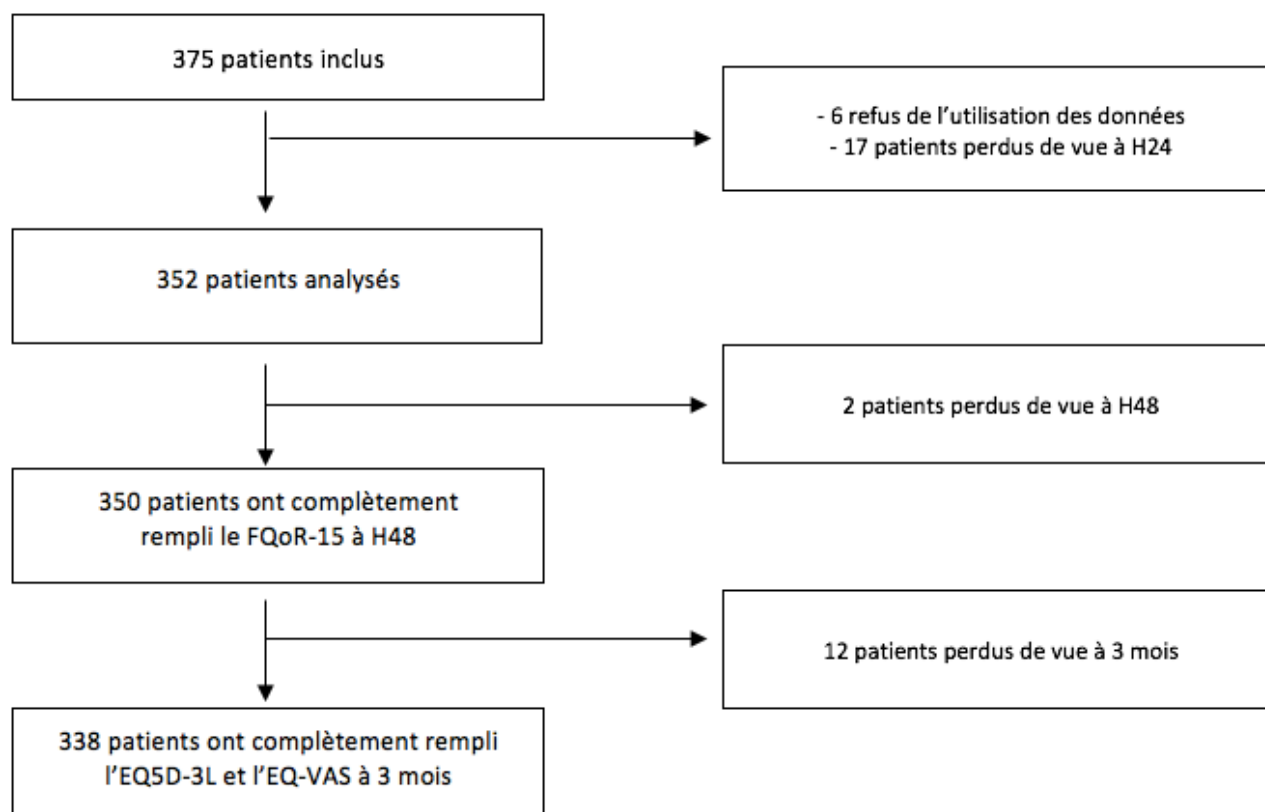 375 patients inclus
- 6 refus de l’utilisation des données
- 17 patients perdus de vue à H24
352 patients analysés
2 patients perdus de vue à H48
350 patients ont complètement
rempli le FQoR-15 à H48
12 patients perdus de vue à 3 mois
338 patients ont complètement rempli
l’EQ5D-3L et l’EQ-VAS à 3 mois